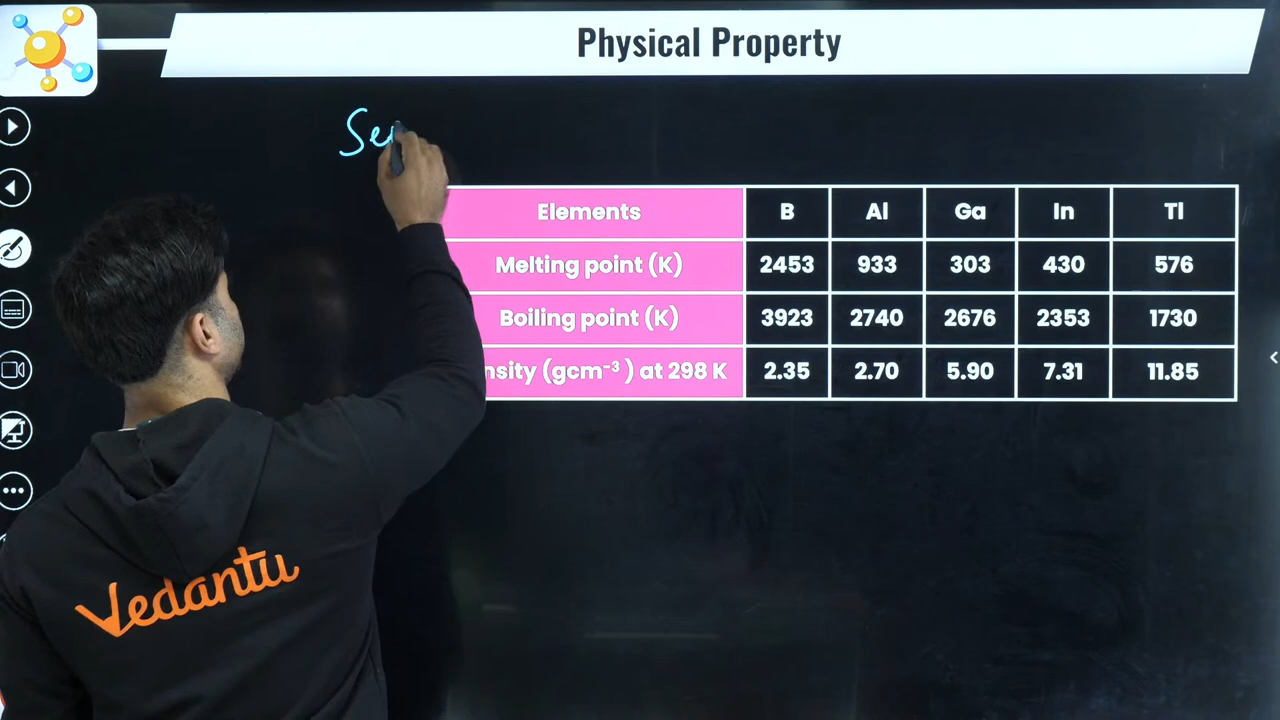 Physical Property
Se
Elements B Al Ga In Tl
Melting point (K) 2453 933 303 430 576
Boiling point (K) 3923 2740 2676 2353 1730
nsity (gcm⁻³ ) at 298 K 2.35 2.70 5.90 7.31 11.85
Vedantu